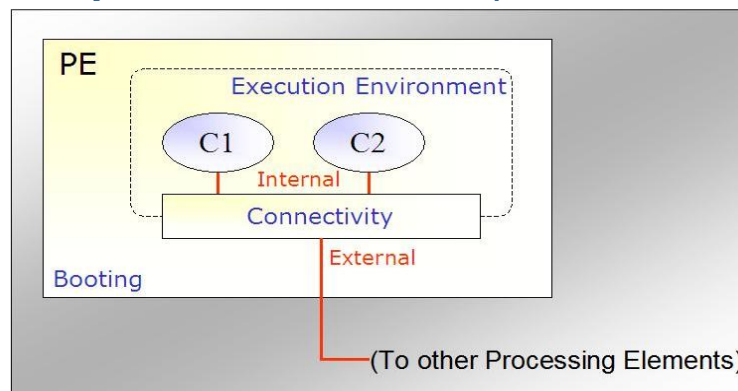 PE
Execution Environment
C1
C2
Internal
Connectivity
External
Booting
(To other Processing Elements)